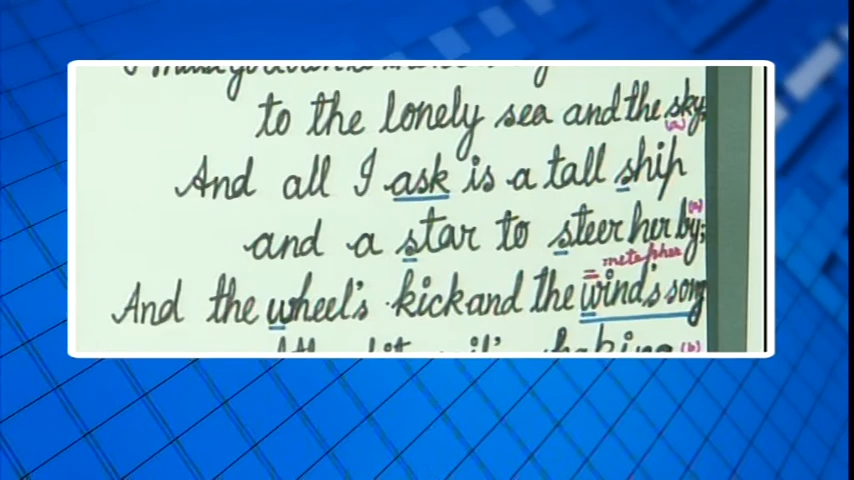 to the lonely sea and the sky,
(a)
And all I ask is a tall ship
and a star to steer her by;
(a)
metapher
And the wheel's kick and the wind's song
(b)